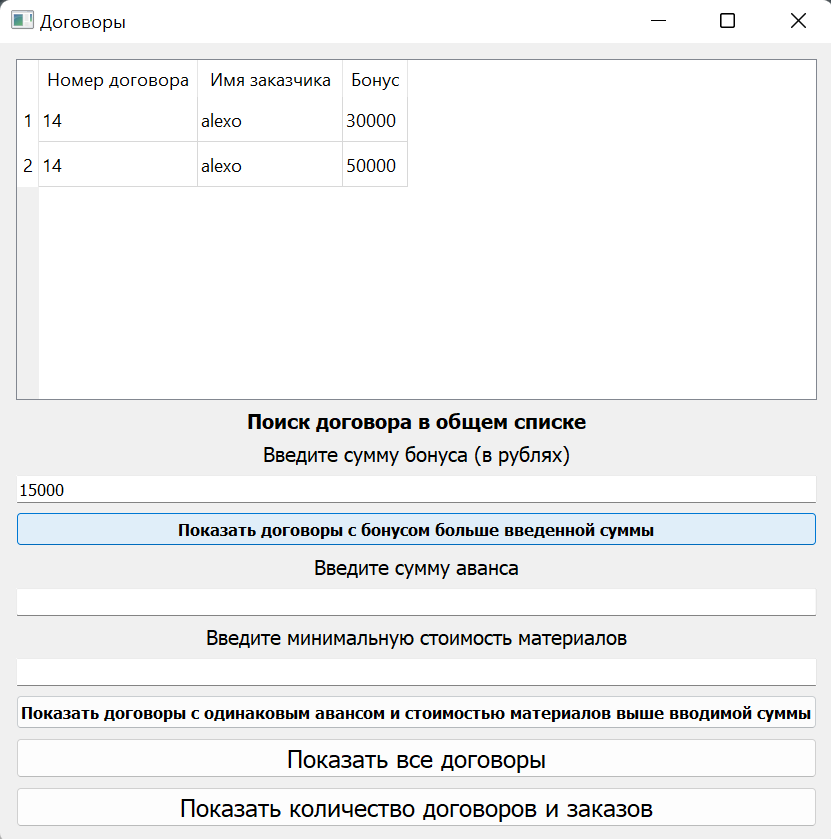 Договоры
Номер договора Имя заказчика Бонус
1 14 alexo 30000
2 14 alexo 50000
Поиск договора в общем списке
Введите сумму бонуса (в рублях)
15000
Показать договоры с бонусом больше введенной суммы
Введите сумму аванса
Введите минимальную стоимость материалов
Показать договоры с одинаковым авансом и стоимостью материалов выше вводимой суммы
Показать все договоры
Показать количество договоров и заказов